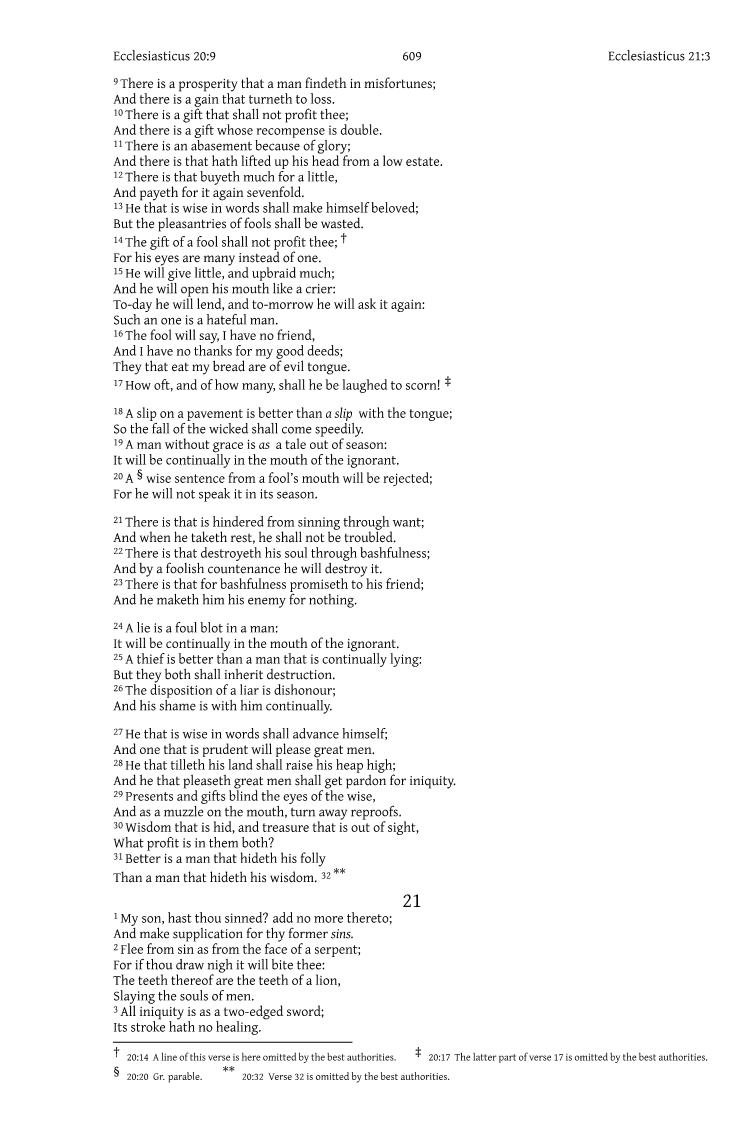 Ecclesiasticus 20:9 609 Ecclesiasticus 21:3
9 There is a prosperity that a man findeth in misfortunes;
And there is a gain that turneth to loss.
10 There is a gift that shall not profit thee;
And there is a gift whose recompense is double.
11 There is an abasement because of glory;
And there is that hath lifted up his head from a low estate.
12 There is that buyeth much for a little,
And payeth for it again sevenfold.
13 He that is wise in words shall make himself beloved;
But the pleasantries of fools shall be wasted.
14 The gift of a fool shall not profit thee; †
For his eyes are many instead of one.
15 He will give little, and upbraid much;
And he will open his mouth like a crier:
To-day he will lend, and to-morrow he will ask it again:
Such an one is a hateful man.
16 The fool will say, I have no friend,
And I have no thanks for my good deeds;
They that eat my bread are of evil tongue.
17 How oft, and of how many, shall he be laughed to scorn! ‡
18 A slip on a pavement is better than a slip with the tongue;
So the fall of the wicked shall come speedily.
19 A man without grace is as a tale out of season:
It will be continually in the mouth of the ignorant.
20 A § wise sentence from a fool's mouth will be rejected;
For he will not speak it in its season.
21 There is that is hindered from sinning through want;
And when he taketh rest, he shall not be troubled.
22 There is that destroyeth his soul through bashfulness;
And by a foolish countenance he will destroy it.
23 There is that for bashfulness promiseth to his friend;
And he maketh him his enemy for nothing.
24 A lie is a foul blot in a man:
It will be continually in the mouth of the ignorant.
25 A thief is better than a man that is continually lying:
But they both shall inherit destruction.
26 The disposition of a liar is dishonour;
And his shame is with him continually.
27 He that is wise in words shall advance himself;
And one that is prudent will please great men.
28 He that tilleth his land shall raise his heap high;
And he that pleaseth great men shall get pardon for iniquity.
29 Presents and gifts blind the eyes of the wise,
And as a muzzle on the mouth, turn away reproofs.
30 Wisdom that is hid, and treasure that is out of sight,
What profit is in them both?
31 Better is a man that hideth his folly
Than a man that hideth his wisdom. 32 **
21
1 My son, hast thou sinned? add no more thereto;
And make supplication for thy former sins.
2 Flee from sin as from the face of a serpent;
For if thou draw nigh it will bite thee:
The teeth thereof are the teeth of a lion,
Slaying the souls of men.
3 All iniquity is as a two-edged sword;
Its stroke hath no healing.
† 20:14 A line of this verse is here omitted by the best authorities. ‡ 20:17 The latter part of verse 17 is omitted by the best authorities.
§ 20:20 Gr. parable. ** 20:32 Verse 32 is omitted by the best authorities.